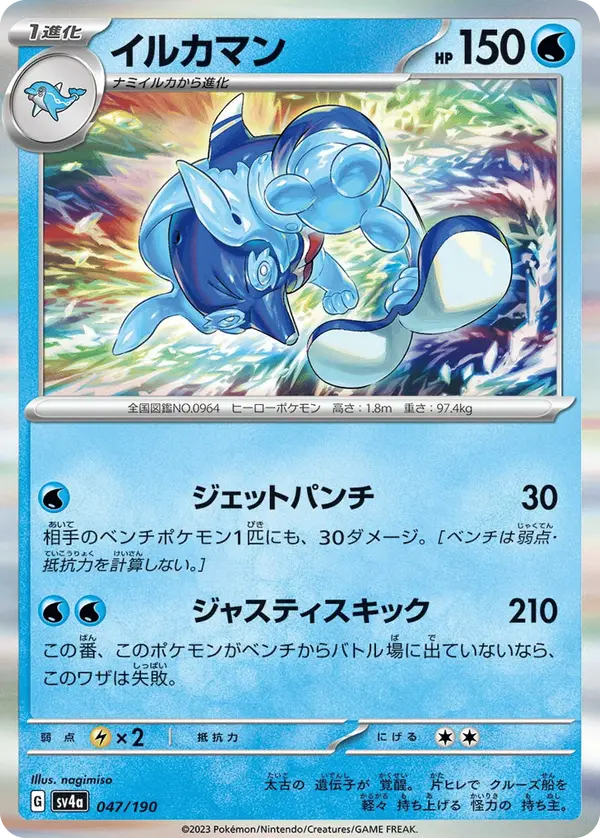 1進化
イルカマン
HP 150
ナミイルカから進化
全国図鑑NO.0964 ヒーローポケモン 高さ:1.8m 重さ:97.4kg
ジェットパンチ 30
相手のベンチポケモン1匹にも、30ダメージ。[ベンチは弱点・
抵抗力を計算しない。]
ジャスティスキック 210
この番、このポケモンがベンチからバトル場に出ていないなら、
このワザは失敗。
弱点 ×2 抵抗力 にげる
Illus. nagimiso
G sv4a 047/190
太古の 遺伝子が 覚醒。 片ヒレで クルーズ船を
軽々 持ち上げる 怪力の 持ち主。
©2023 Pokémon/Nintendo/Creatures/GAME FREAK.